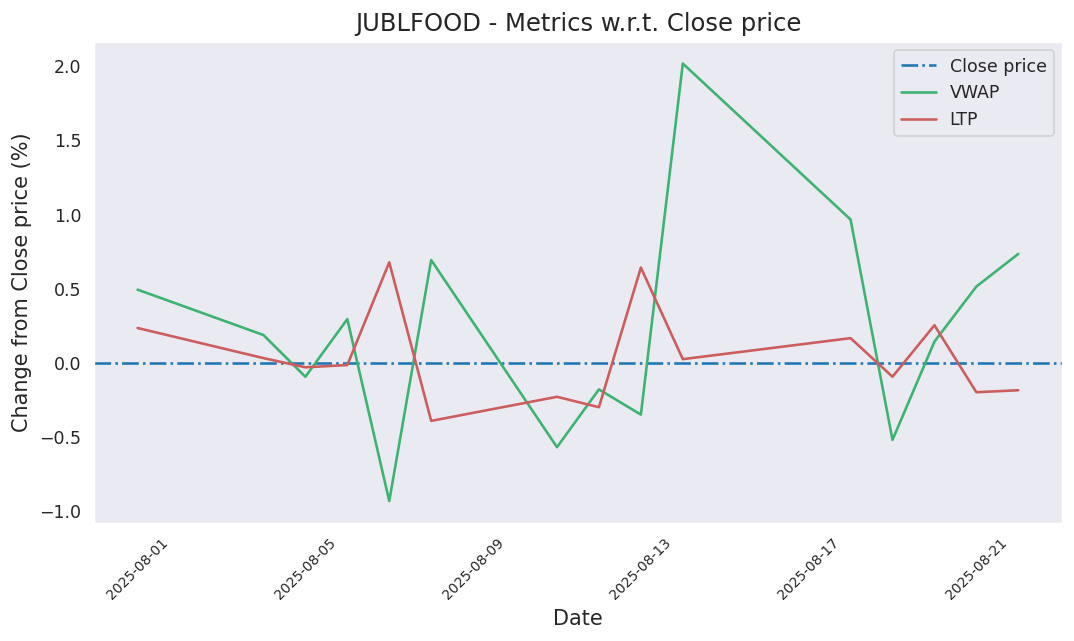 JUBLFOOD - Metrics w.r.t. Close price
Close price
VWAP
LTP
Change from Close price (%)
2.0
1.5
1.0
0.5
0.0
−0.5
−1.0
2025-08-01
2025-08-05
2025-08-09
2025-08-13
2025-08-17
2025-08-21
Date